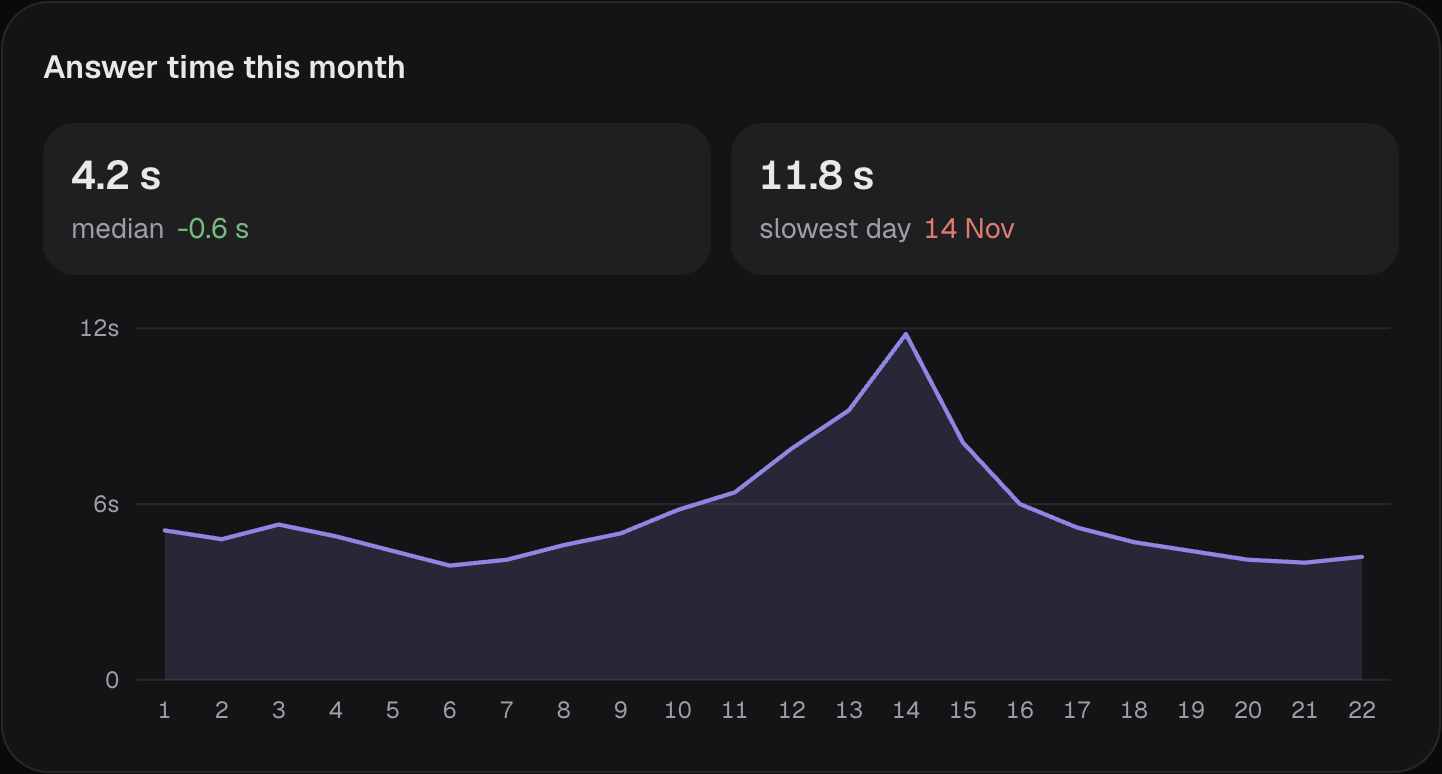 Answer time this month
4.2 s
median -0.6 s
11.8 s
slowest day 14 Nov
12s
6s
0
1 2 3 4 5 6 7 8 9 10 11 12 13 14 15 16 17 18 19 20 21 22